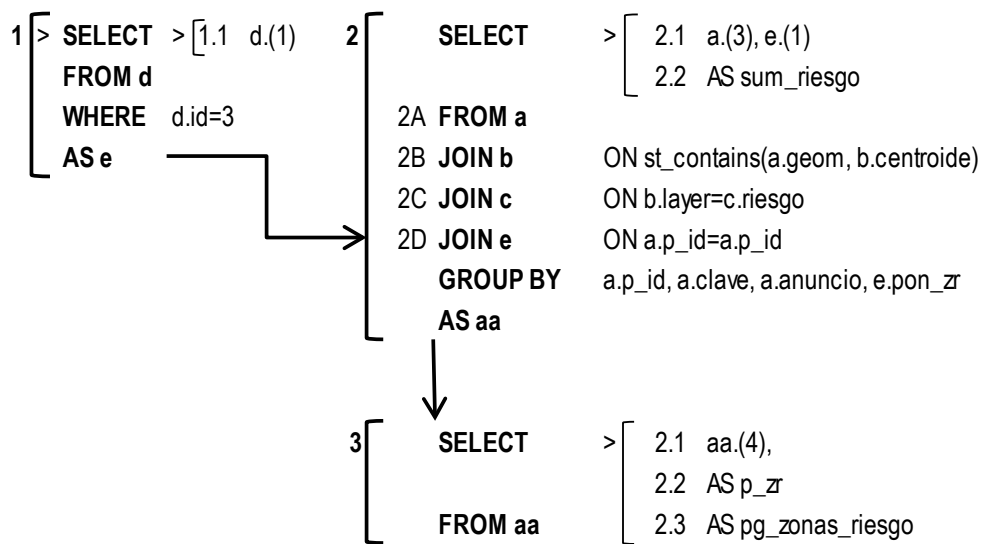 1 > SELECT > 1.1 d.(1)
FROM d
WHERE d.id=3
AS e
2 SELECT > 2.1 a.(3), e.(1)
2.2 AS sum_riesgo
2A FROM a
2B JOIN b ON st_contains(a.geom, b.centroide)
2C JOIN c ON b.layer=c.riesgo
2D JOIN e ON a.p_id=a.p_id
GROUP BY a.p_id, a.clave, a.anuncio, e.pon_zr
AS aa
3 SELECT > 2.1 aa.(4),
2.2 AS p_zr
FROM aa 2.3 AS pg_zonas_riesgo